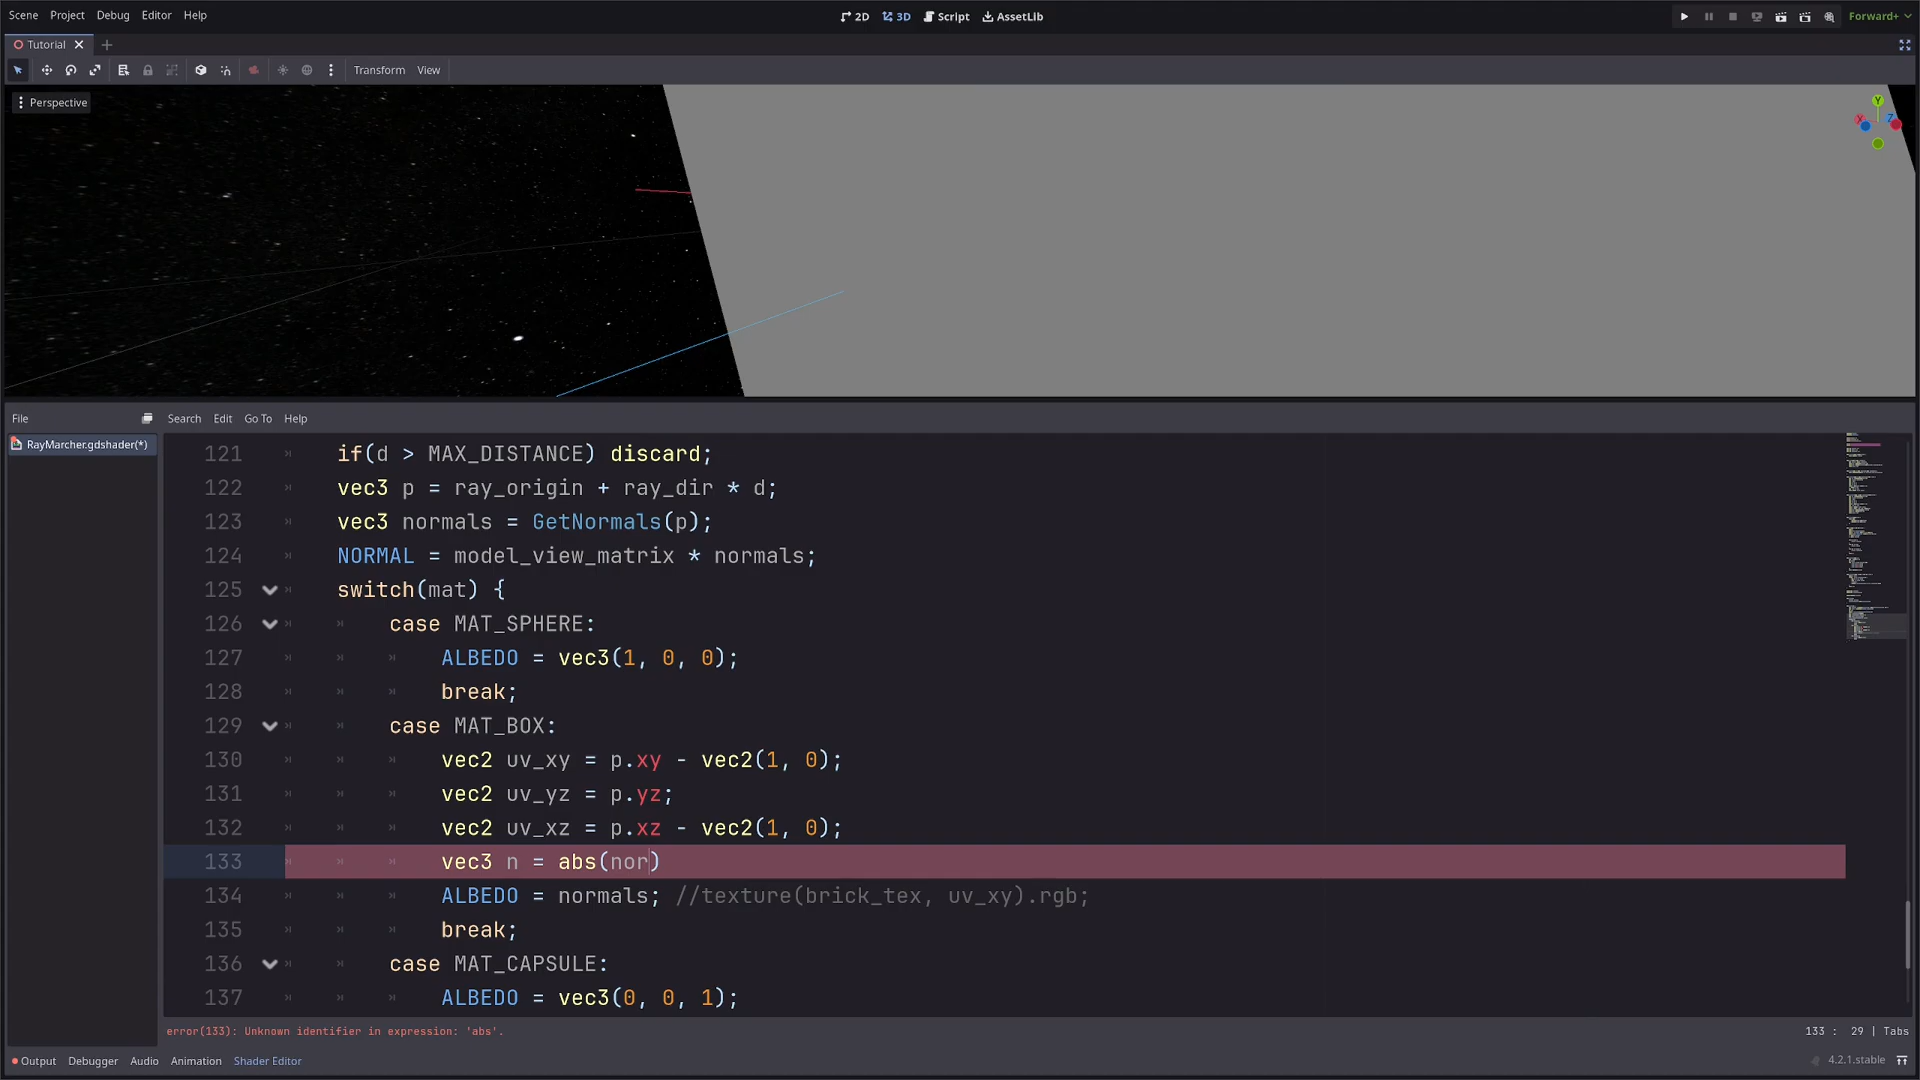 Scene Project Debug Editor Help
2D 3D Script AssetLib
Forward+
Tutorial
Transform View
Perspective
Y
X
Z
File
Search Edit Go To Help
RayMarcher.gdshader(*)
121 if(d > MAX_DISTANCE) discard;
122 vec3 p = ray_origin + ray_dir * d;
123 vec3 normals = GetNormals(p);
124 NORMAL = model_view_matrix * normals;
125 switch(mat) {
126 case MAT_SPHERE:
127 ALBEDO = vec3(1, 0, 0);
128 break;
129 case MAT_BOX:
130 vec2 uv_xy = p.xy - vec2(1, 0);
131 vec2 uv_yz = p.yz;
132 vec2 uv_xz = p.xz - vec2(1, 0);
133 vec3 n = abs(nor)
134 ALBEDO = normals; //texture(brick_tex, uv_xy).rgb;
135 break;
136 case MAT_CAPSULE:
137 ALBEDO = vec3(0, 0, 1);
error(133): Unknown identifier in expression: 'abs'.
133 : 29 | Tabs
Output Debugger Audio Animation Shader Editor
4.2.1.stable